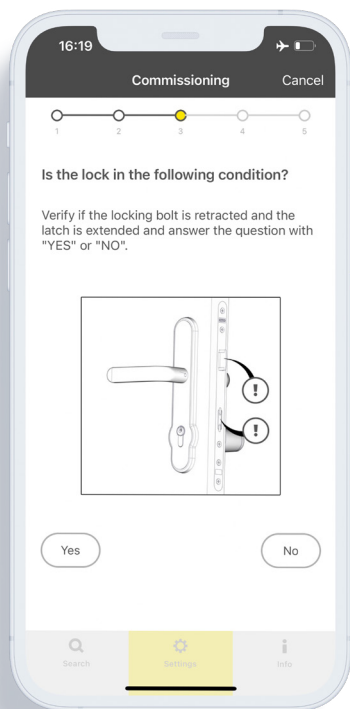 16:19
Commissioning
Cancel
1 2 3 4 5
Is the lock in the following condition?
Verify if the locking bolt is retracted and the
latch is extended and answer the question with
"YES" or "NO".
!
!
Yes
No
Search
Settings
Info